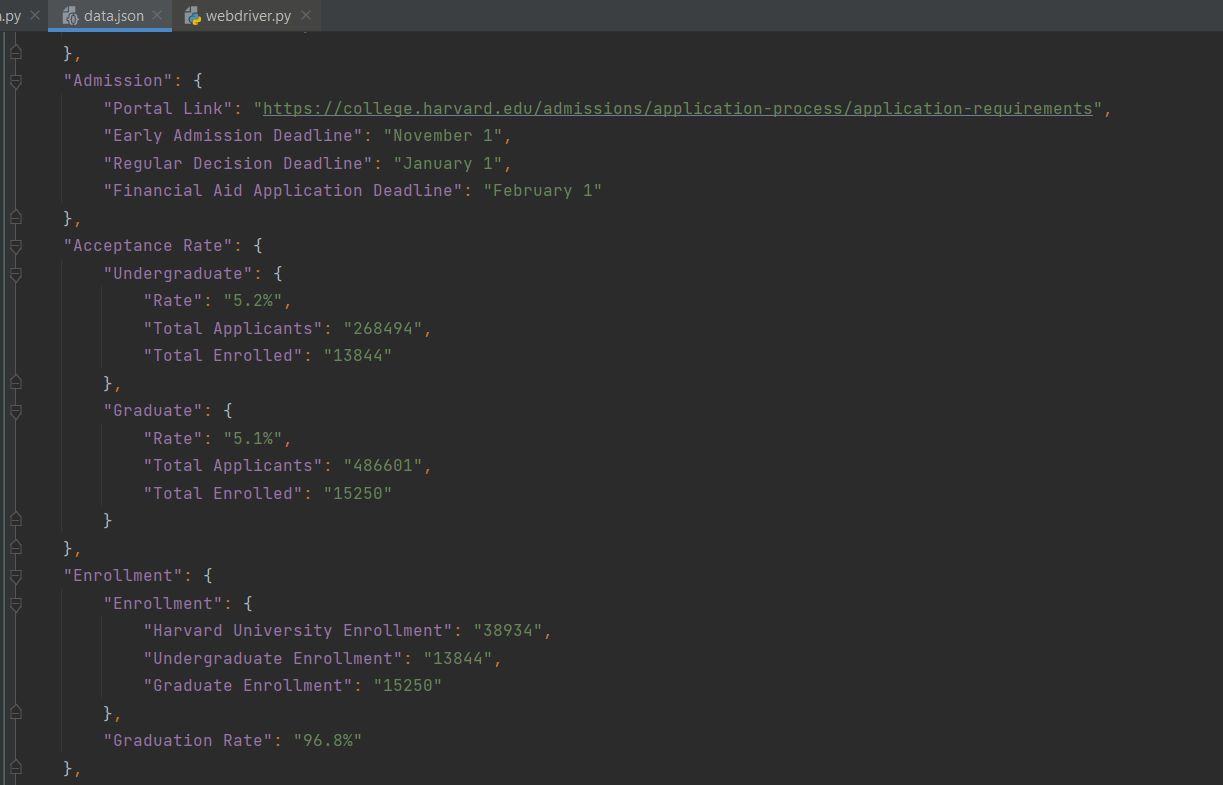 .py data.json webdriver.py
},
"Admission": {
"Portal Link": "https://college.harvard.edu/admissions/application-process/application-requirements",
"Early Admission Deadline": "November 1",
"Regular Decision Deadline": "January 1",
"Financial Aid Application Deadline": "February 1"
},
"Acceptance Rate": {
"Undergraduate": {
"Rate": "5.2%",
"Total Applicants": "268494",
"Total Enrolled": "13844"
},
"Graduate": {
"Rate": "5.1%",
"Total Applicants": "486601",
"Total Enrolled": "15250"
}
},
"Enrollment": {
"Enrollment": {
"Harvard University Enrollment": "38934",
"Undergraduate Enrollment": "13844",
"Graduate Enrollment": "15250"
},
"Graduation Rate": "96.8%"
},